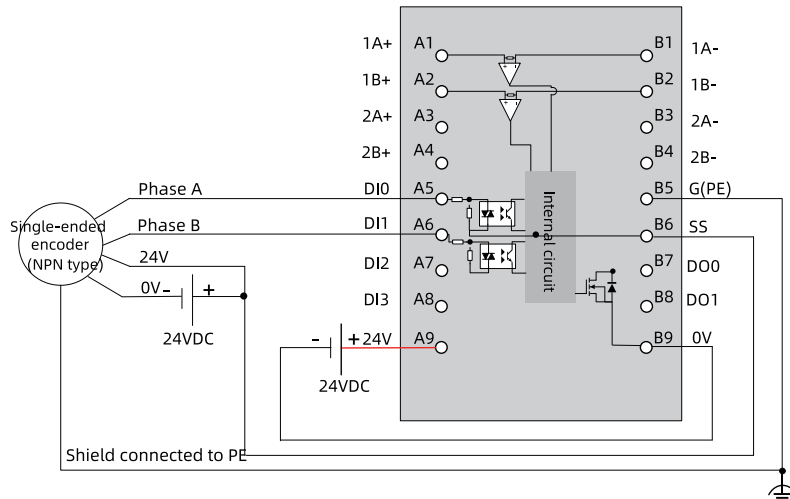 1A+ A1 B1 1A-
1B+ A2 B2 1B-
2A+ A3 B3 2A-
2B+ A4 B4 2B-
Phase A DI0 A5 B5 G(PE)
Phase B DI1 A6 B6 SS
Single-ended
encoder
(NPN type)
24V DI2 A7 B7 DO0
0V - + DI3 A8 B8 DO1
24VDC
- + 24V A9 B9 0V
24VDC
Internal circuit
Shield connected to PE